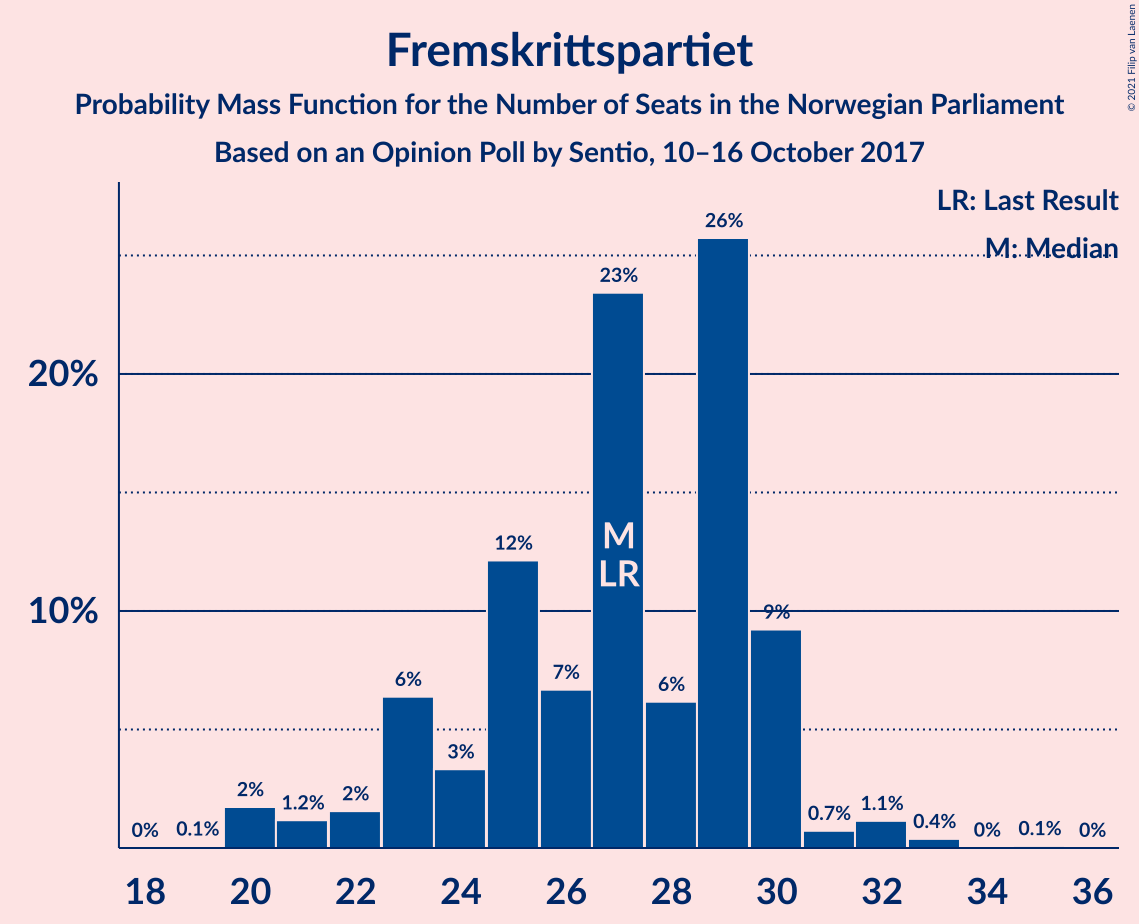 Fremskrittspartiet
Probability Mass Function for the Number of Seats in the Norwegian Parliament
Based on an Opinion Poll by Sentio, 10–16 October 2017
© 2021 Filip van Laenen
LR: Last Result
M: Median
20%
10%
0%
0.1%
2%
1.2%
2%
6%
3%
12%
7%
23%
M
LR
6%
26%
9%
0.7%
1.1%
0.4%
0%
0.1%
0%
18 20 22 24 26 28 30 32 34 36